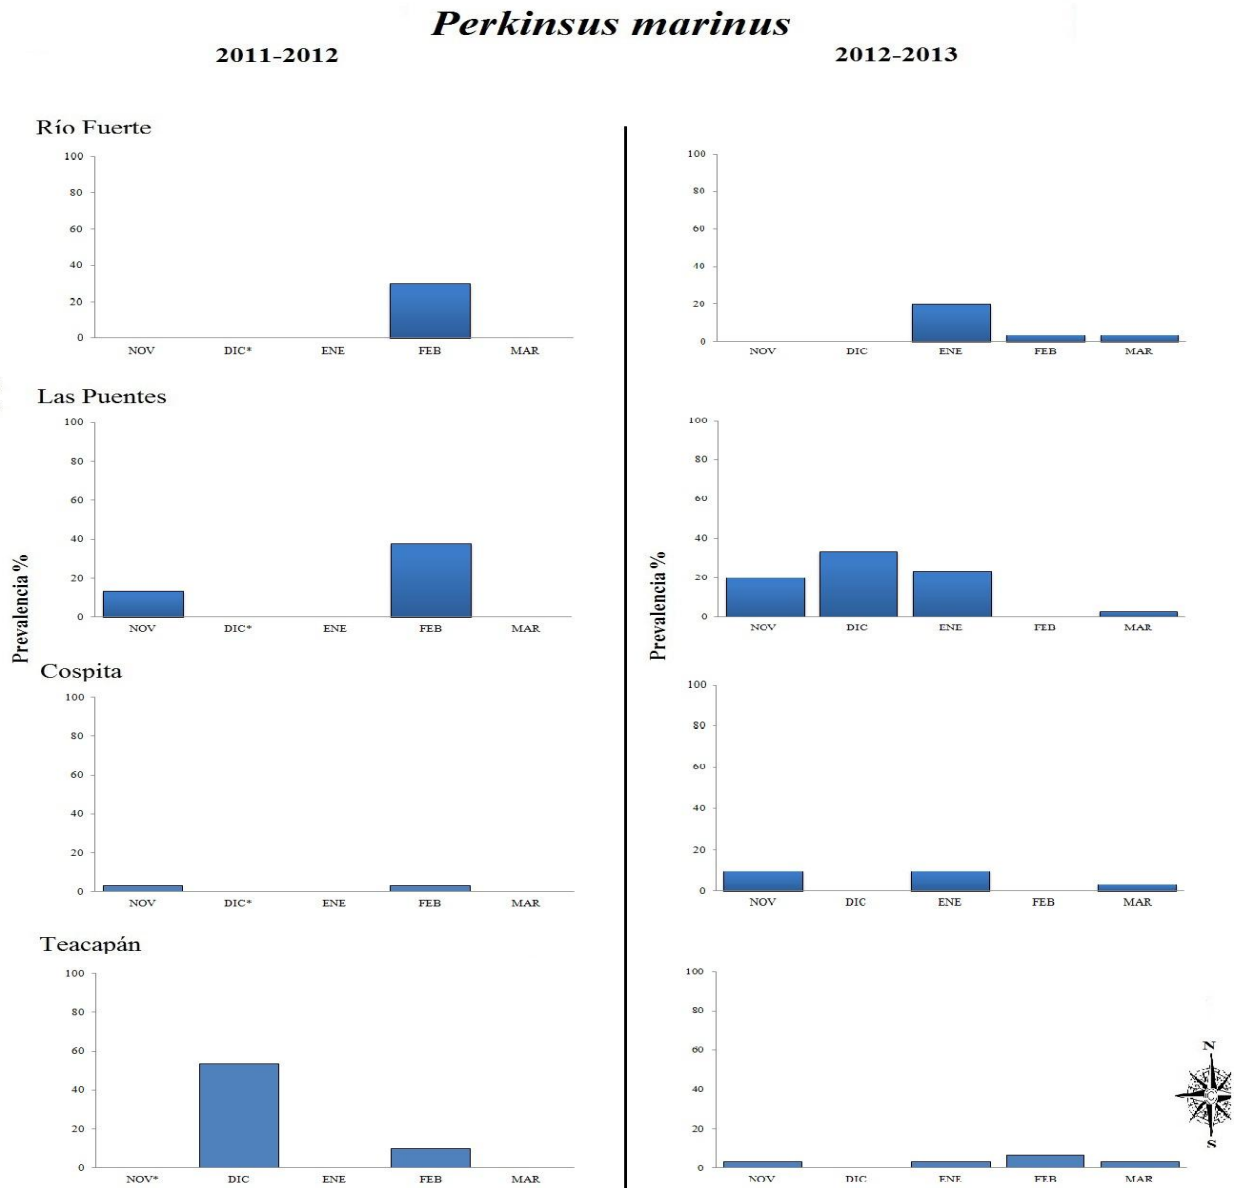 Perkinsus marinus
2011-2012
2012-2013
Río Fuerte
100
80
60
40
20
0
NOV DIC* ENE FEB MAR
100
80
60
40
20
0
NOV DIC ENE FEB MAR
Las Puentes
100
80
60
40
20
0
NOV DIC* ENE FEB MAR
100
80
60
40
20
0
NOV DIC ENE FEB MAR
Prevalencia %
Prevalencia %
Cospita
100
80
60
40
20
0
NOV DIC* ENE FEB MAR
100
80
60
40
20
0
NOV DIC ENE FEB MAR
Teacapán
100
80
60
40
20
0
NOV* DIC ENE FEB MAR
100
80
60
40
20
0
NOV DIC ENE FEB MAR
N
S